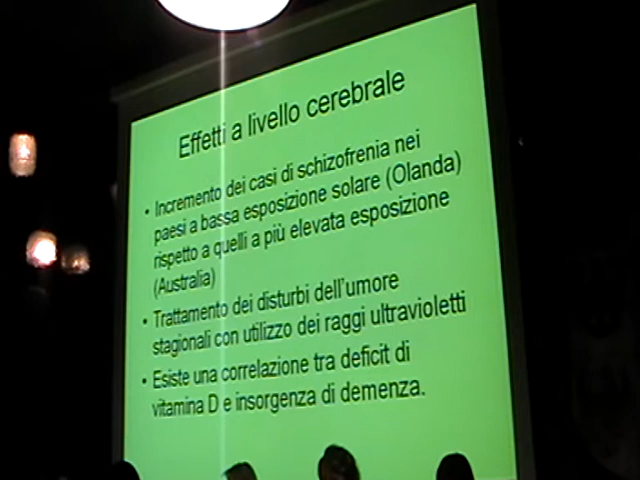 Effetti a livello cerebrale
• Incremento dei casi di schizofrenia nei
paesi a bassa esposizione solare (Olanda)
rispetto a quelli a più elevata esposizione
(Australia)
• Trattamento dei disturbi dell'umore
stagionali con utilizzo dei raggi ultravioletti
• Esiste una correlazione tra deficit di
vitamina D e insorgenza di demenza.